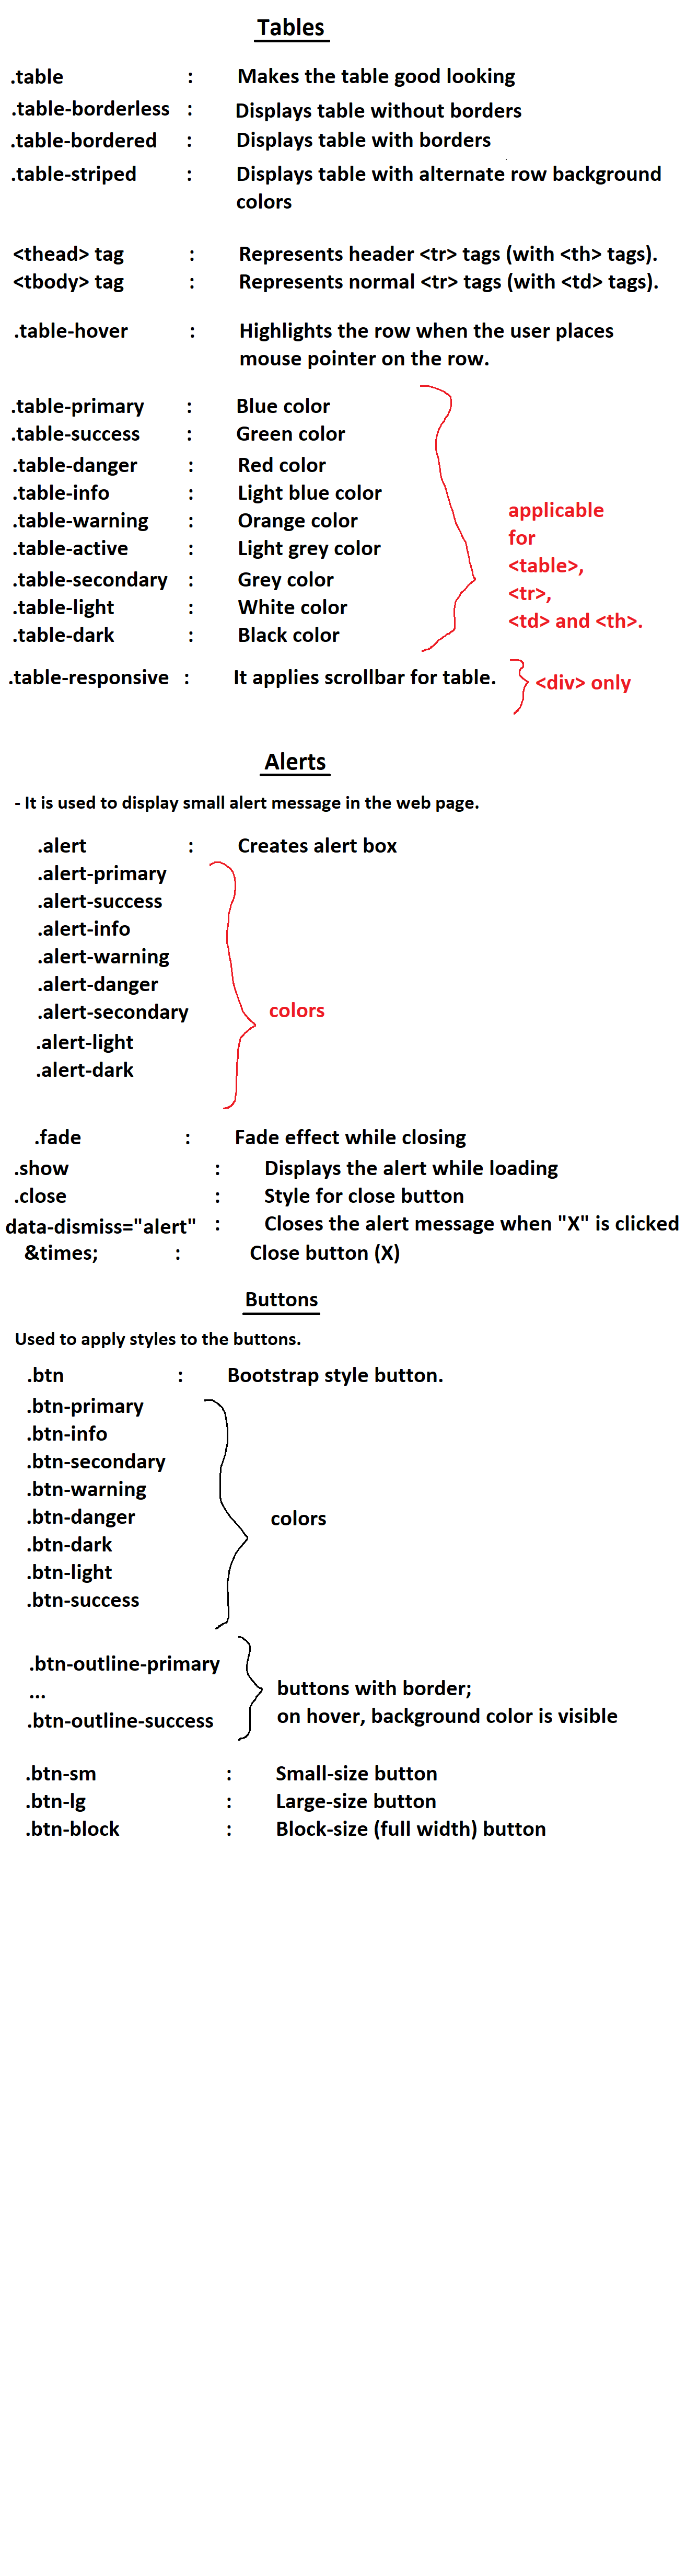 Tables
.table : Makes the table good looking
.table-borderless : Displays table without borders
.table-bordered : Displays table with borders
.table-striped : Displays table with alternate row background
colors
<thead> tag : Represents header <tr> tags (with <th> tags).
<tbody> tag : Represents normal <tr> tags (with <td> tags).
.table-hover : Highlights the row when the user places
mouse pointer on the row.
.table-primary : Blue color
.table-success : Green color
.table-danger : Red color
.table-info : Light blue color
.table-warning : Orange color
.table-active : Light grey color
.table-secondary : Grey color
.table-light : White color
.table-dark : Black color
applicable
for
<table>,
<tr>,
<td> and <th>.
.table-responsive : It applies scrollbar for table.
<div> only
Alerts
- It is used to display small alert message in the web page.
.alert : Creates alert box
.alert-primary
.alert-success
.alert-info
.alert-warning
.alert-danger
.alert-secondary
.alert-light
.alert-dark
colors
.fade : Fade effect while closing
.show : Displays the alert while loading
.close : Style for close button
data-dismiss="alert" : Closes the alert message when "X" is clicked
&times; : Close button (X)
Buttons
Used to apply styles to the buttons.
.btn : Bootstrap style button.
.btn-primary
.btn-info
.btn-secondary
.btn-warning
.btn-danger
.btn-dark
.btn-light
.btn-success
colors
.btn-outline-primary
...
.btn-outline-success
buttons with border;
on hover, background color is visible
.btn-sm : Small-size button
.btn-lg : Large-size button
.btn-block : Block-size (full width) button